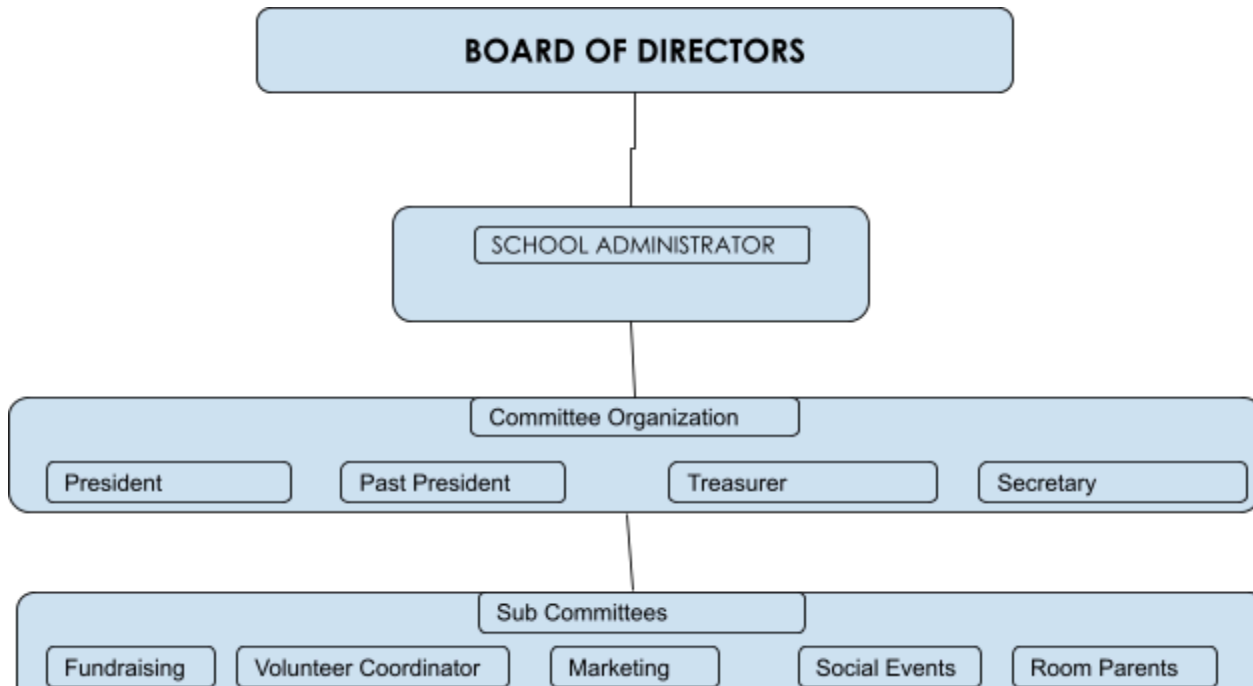 BOARD OF DIRECTORS
SCHOOL ADMINISTRATOR
Committee Organization
President
Past President
Treasurer
Secretary
Sub Committees
Fundraising
Volunteer Coordinator
Marketing
Social Events
Room Parents